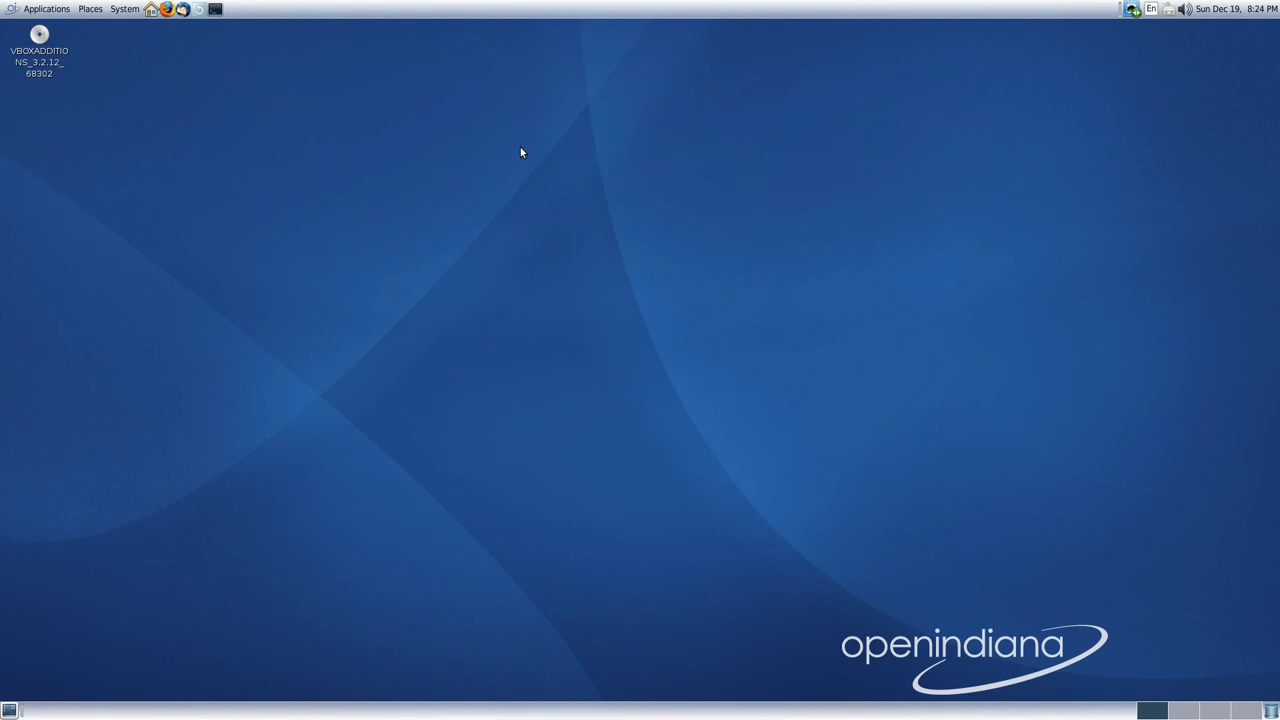 Applications Places System En Sun Dec 19, 8:24 PM
VBOXADDITIO
NS_3.2.12_
68302
openindiana